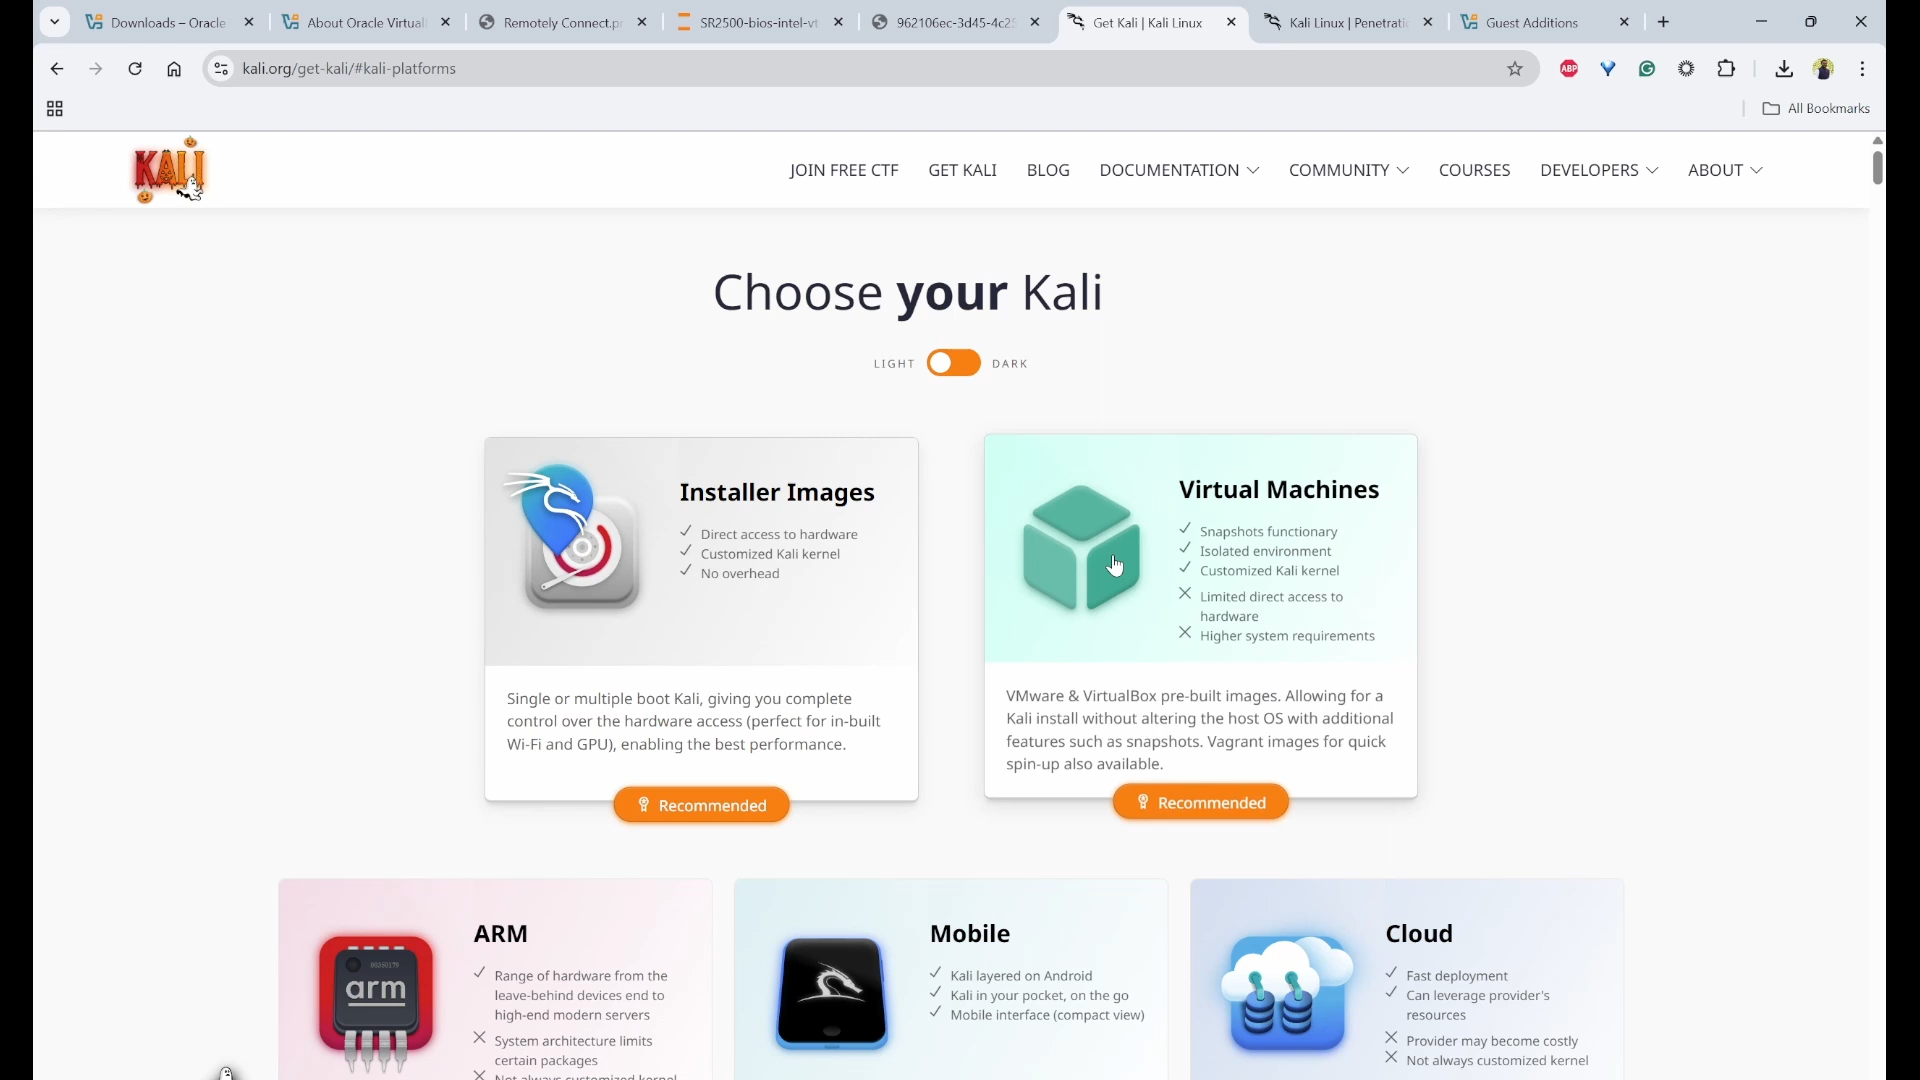 Downloads – Oracle
About Oracle Virtual
Remotely Connect.pr
SR2500-bios-intel-vt
962106ec-3d45-4c25
Get Kali | Kali Linux
Kali Linux | Penetratio
Guest Additions
kali.org/get-kali/#kali-platforms
ABP
All Bookmarks
KALI
JOIN FREE CTF
GET KALI
BLOG
DOCUMENTATION
COMMUNITY
COURSES
DEVELOPERS
ABOUT
Choose your Kali
LIGHT
DARK
Installer Images
Direct access to hardware
Customized Kali kernel
No overhead
Single or multiple boot Kali, giving you complete
control over the hardware access (perfect for in-built
Wi-Fi and GPU), enabling the best performance.
Recommended
Virtual Machines
Snapshots functionary
Isolated environment
Customized Kali kernel
Limited direct access to
hardware
Higher system requirements
VMware & VirtualBox pre-built images. Allowing for a
Kali install without altering the host OS with additional
features such as snapshots. Vagrant images for quick
spin-up also available.
Recommended
arm
ARM
Range of hardware from the
leave-behind devices end to
high-end modern servers
System architecture limits
certain packages
Not always customized kernel
Mobile
Kali layered on Android
Kali in your pocket, on the go
Mobile interface (compact view)
Cloud
Fast deployment
Can leverage provider's
resources
Provider may become costly
Not always customized kernel